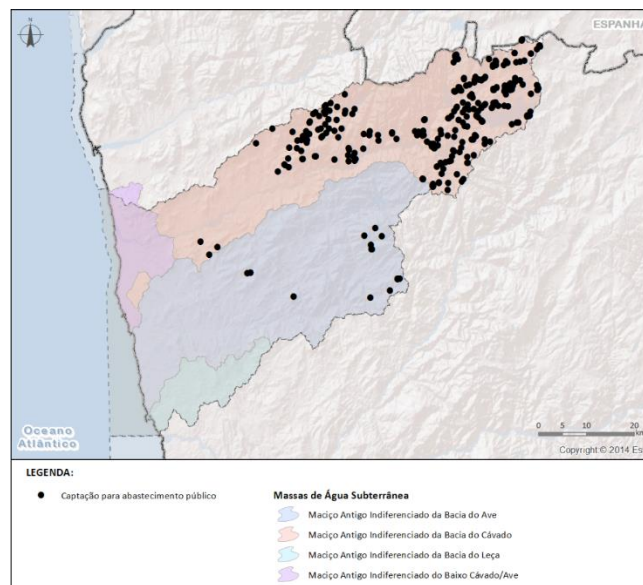 N
ESPANHA
Oceano
Atlântico
0 5 10 20
km
Copyright:© 2014 Es
LEGENDA:
Captação para abastecimento público
Massas de Água Subterrânea
Maciço Antigo Indiferenciado da Bacia do Ave
Maciço Antigo Indiferenciado da Bacia do Cávado
Maciço Antigo Indiferenciado da Bacia do Leça
Maciço Antigo Indiferenciado do Baixo Cávado/Ave